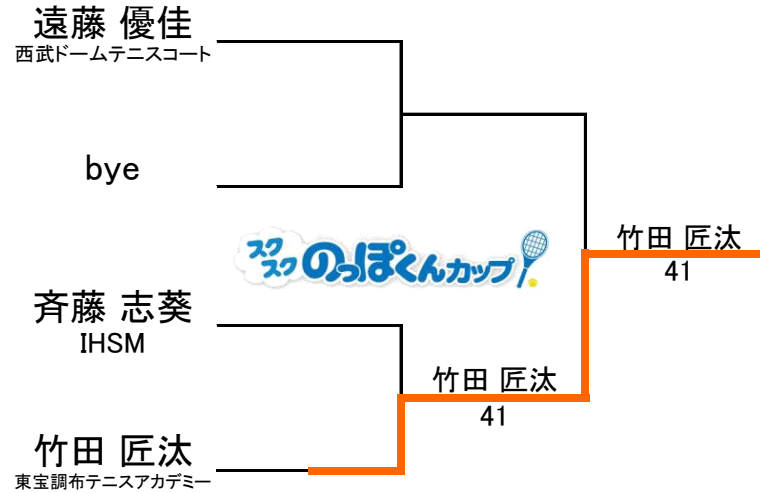 遠藤 優佳
西武ドームテニスコート
bye
スクスク のっぽくんカップ
竹田 匠汰
41
斉藤 志葵
IHSM
竹田 匠汰
41
竹田 匠汰
東宝調布テニスアカデミー